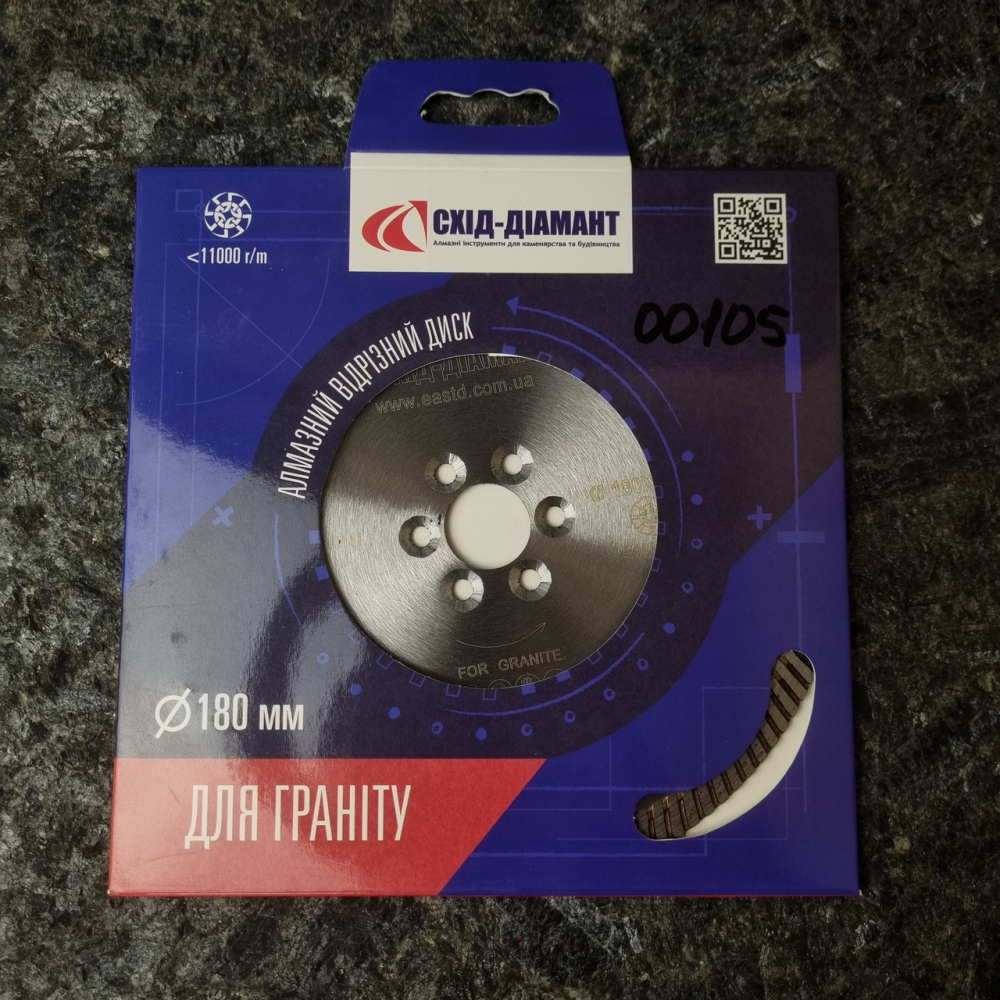 СХІД-ДІАМАНТ
Алмазні інструменти для каменярства та будівництва
<11000 r/m
00105
АЛМАЗНИЙ ВІДРІЗНИЙ ДИСК
www.eastd.com.ua
Ø 180
FOR GRANITE
Ø180 мм
ДЛЯ ГРАНІТУ